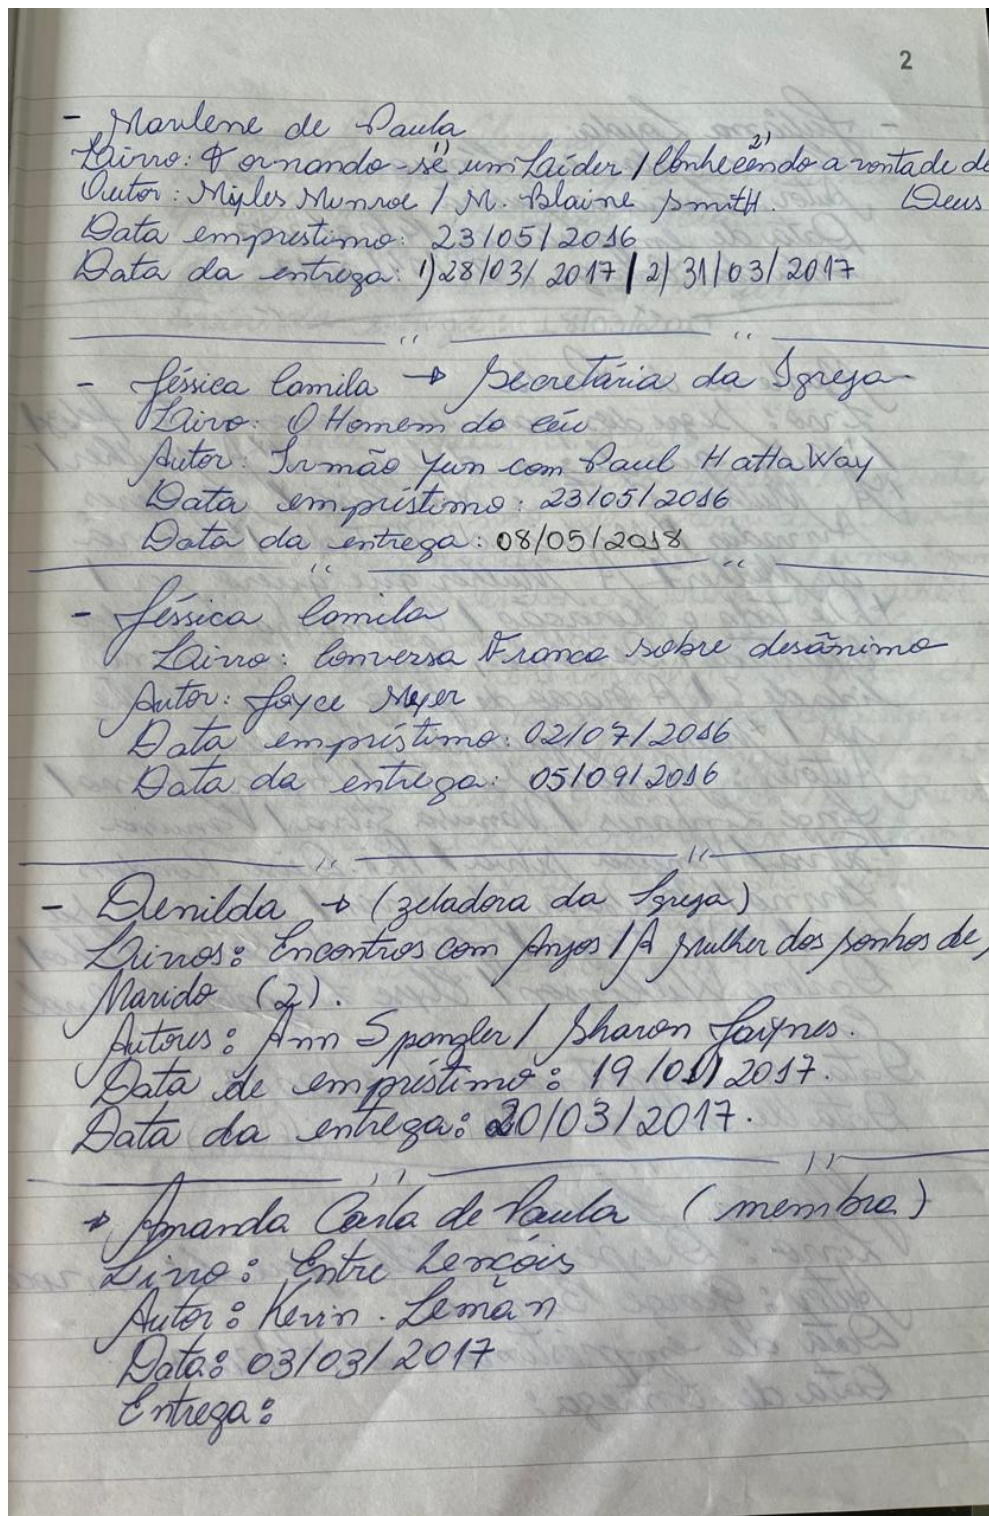 2
- Marlene de Paula
Livro: Tornando-se 1) um Laíder / Conhecendo 2) a vontade de
Deus
Autor: Myles Munroe / M. Blaine Smith.
Data emprestimo: 23/05/2016
Data da entrega: 1) 28/03/2017 / 2) 31/03/2017
- Jéssica Camila → Secretária da Igreja
Livro: O Homem do céu
Autor: Irmão Yun com Paul HattaWay
Data empréstimo: 23/05/2016
Data da entrega: 08/05/2018
- Jéssica Camila
Livro: Conversa Franca sobre desânimo
Autor: Joyce Meyer
Data empréstimo: 02/07/2016
Data da entrega: 05/09/2016
- Denilda → (zeladora da Igreja)
Livros: Encontros com Anjos / A Mulher dos sonhos de
Marido (2).
Autores: Ann Spangler / Sharon Jaynes.
Data de empréstimo: 19/01/2017.
Data da entrega: 20/03/2017.
→ Amanda Carla de Paula (membra)
Livro: Entre Lençóis
Autor: Kevin. Leman
Data: 03/03/2017
Entrega: